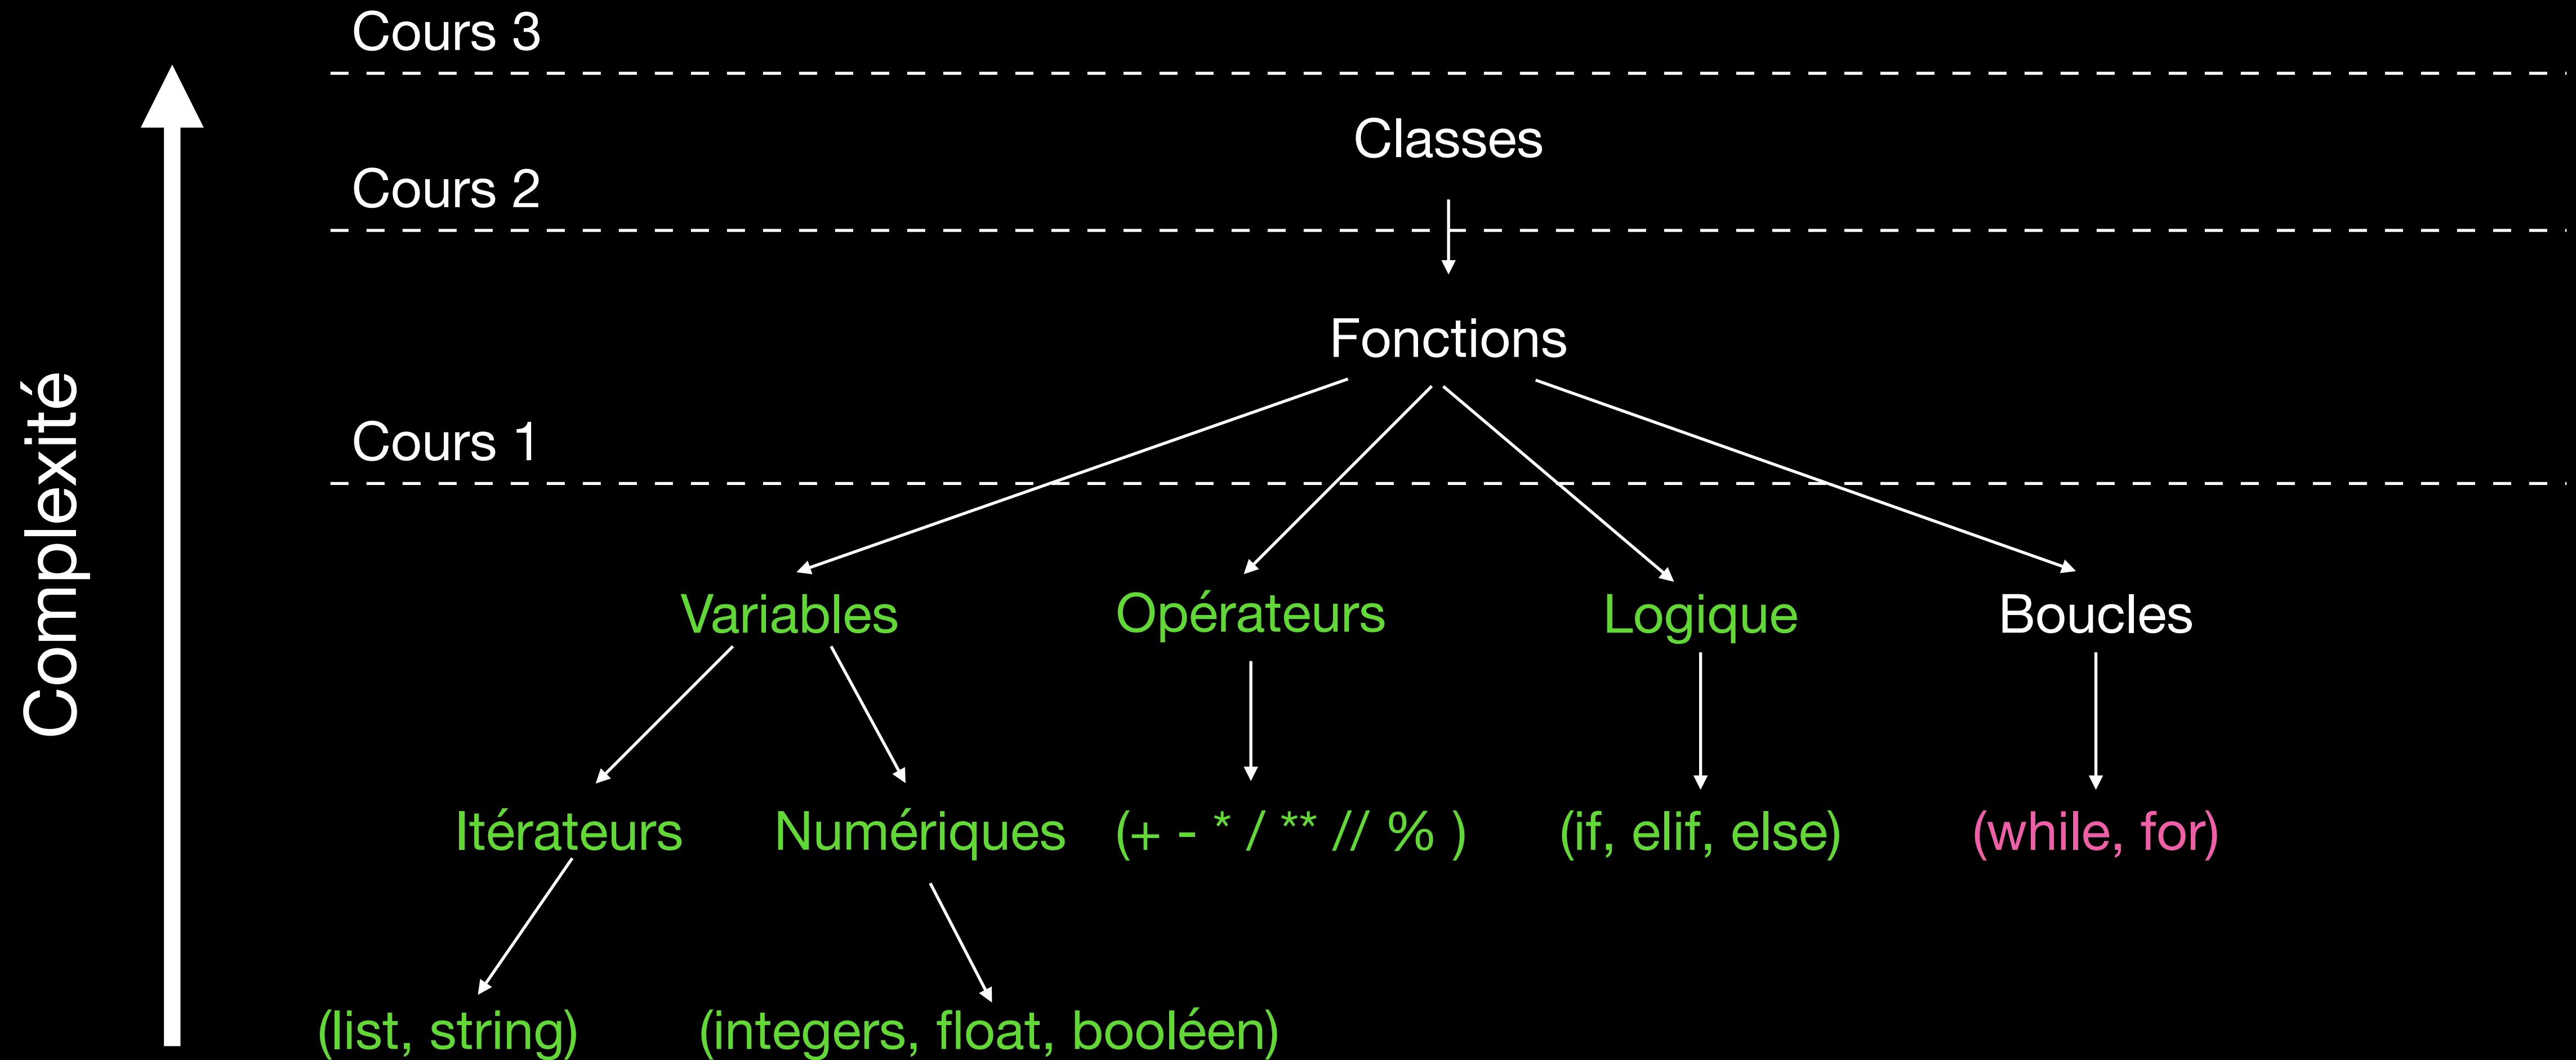 Cours 3
Classes
Cours 2
Fonctions
Complexité
Cours 1
Variables
Opérateurs
Logique
Boucles
Itérateurs
Numériques
(+ - * / ** // % )
(if, elif, else)
(while, for)
(list, string)
(integers, float, booléen)